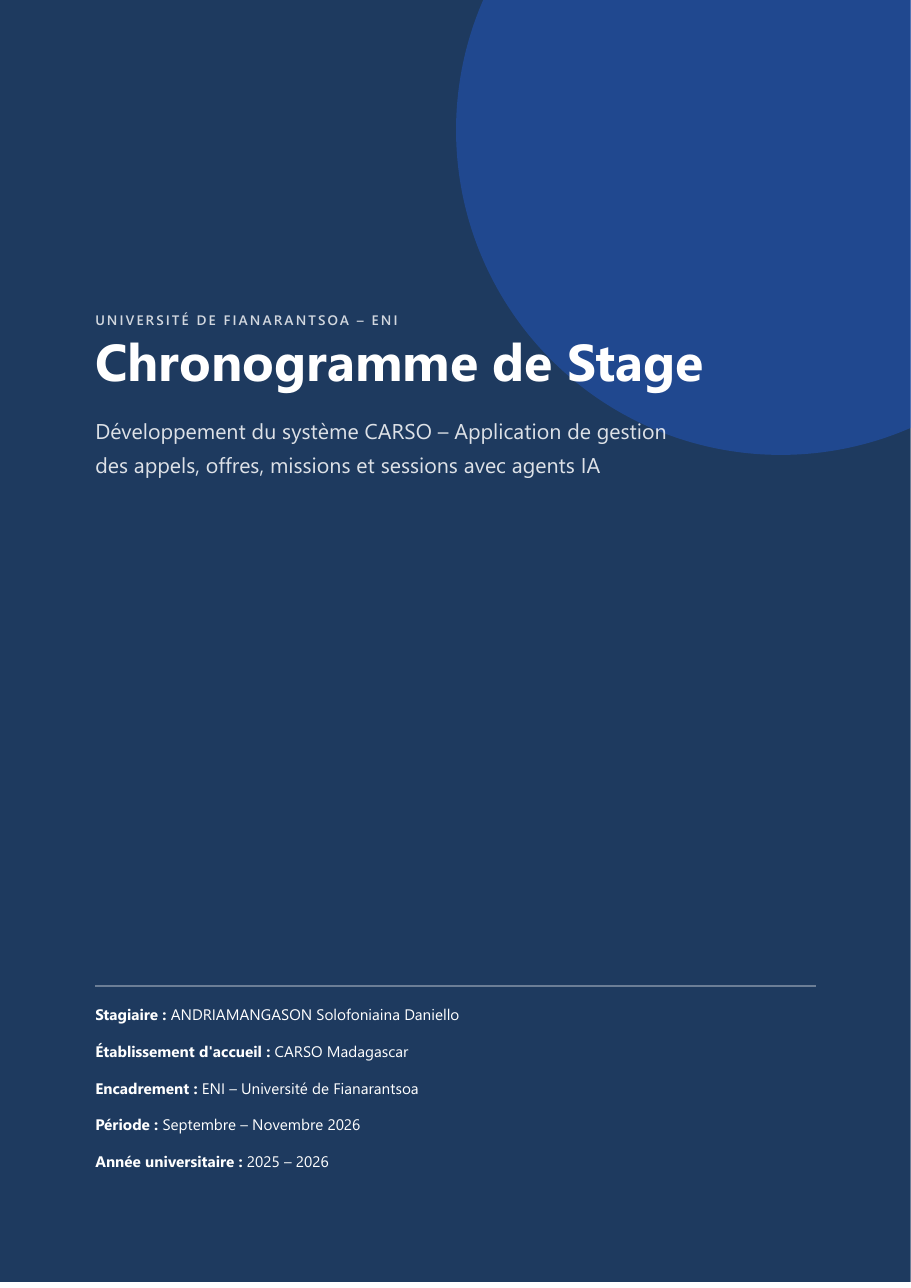 UNIVERSITÉ DE FIANARANTSOA – ENI
Chronogramme de Stage
Développement du système CARSO – Application de gestion
des appels, offres, missions et sessions avec agents IA
Stagiaire : ANDRIAMANGASON Solofoniaina Daniello
Établissement d'accueil : CARSO Madagascar
Encadrement : ENI – Université de Fianarantsoa
Période : Septembre – Novembre 2026
Année universitaire : 2025 – 2026